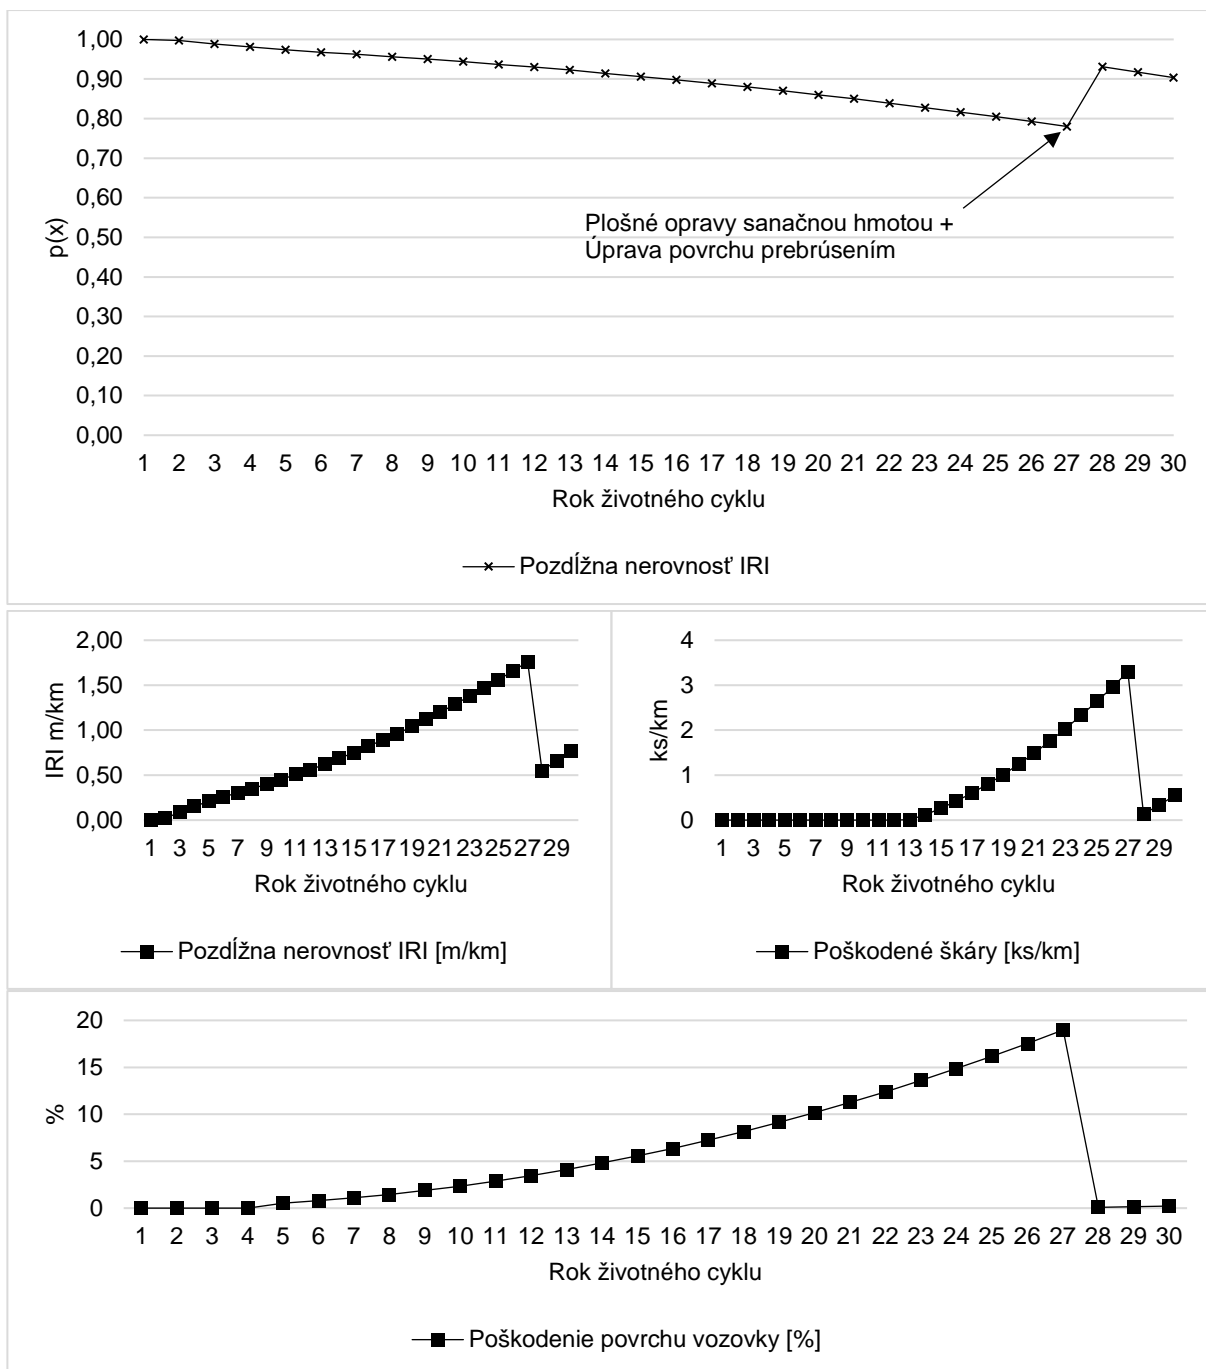 1,00
0,90
0,80
0,70
0,60
0,50
0,40
0,30
0,20
0,10
0,00
p(x)
Plošné opravy sanačnou hmotou +
Úprava povrchu prebrúsením
1 2 3 4 5 6 7 8 9 10 11 12 13 14 15 16 17 18 19 20 21 22 23 24 25 26 27 28 29 30
Rok životného cyklu
Pozdĺžna nerovnosť IRI
2,00
1,50
1,00
0,50
0,00
IRI m/km
1 3 5 7 9 11 13 15 17 19 21 23 25 27 29
Rok životného cyklu
Pozdĺžna nerovnosť IRI [m/km]
4
3
2
1
0
ks/km
1 3 5 7 9 11 13 15 17 19 21 23 25 27 29
Rok životného cyklu
Poškodené škáry [ks/km]
20
15
10
5
0
%
1 2 3 4 5 6 7 8 9 10 11 12 13 14 15 16 17 18 19 20 21 22 23 24 25 26 27 28 29 30
Rok životného cyklu
Poškodenie povrchu vozovky [%]